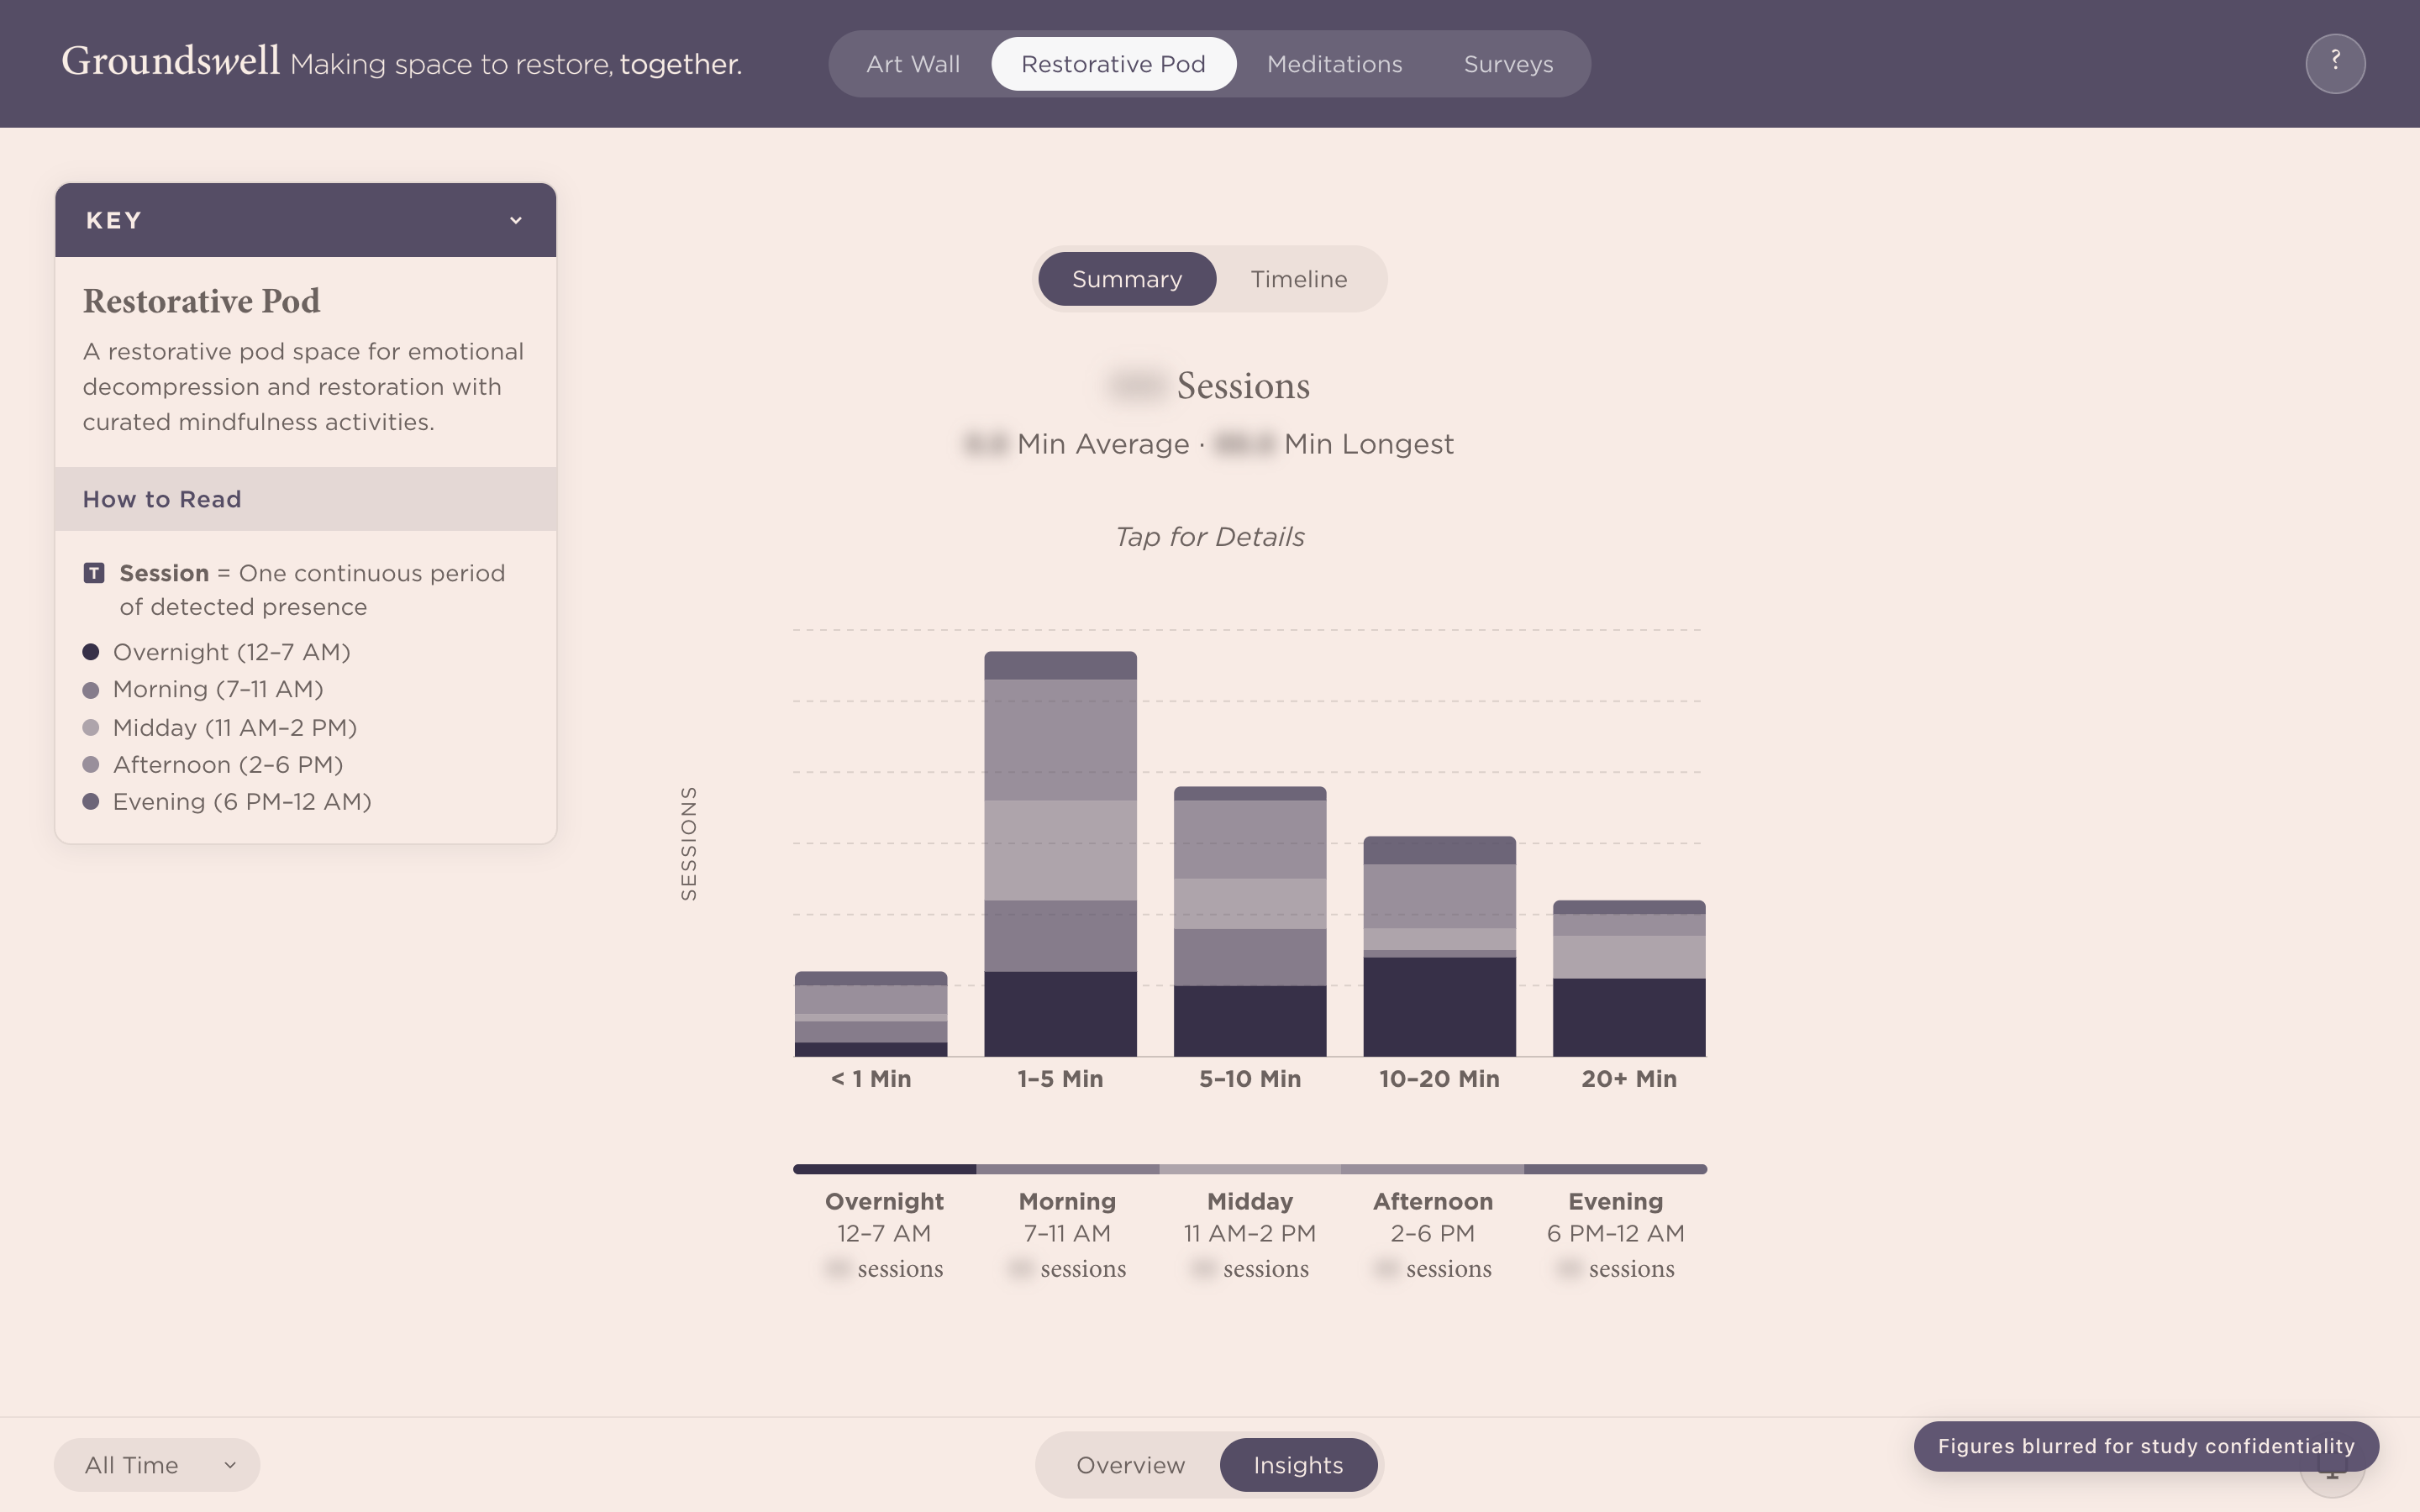 Groundswell Making space to restore, together.
Art Wall
Restorative Pod
Meditations
Surveys
?
KEY
Restorative Pod
A restorative pod space for emotional
decompression and restoration with
curated mindfulness activities.
How to Read
T Session = One continuous period
of detected presence
Overnight (12–7 AM)
Morning (7–11 AM)
Midday (11 AM–2 PM)
Afternoon (2–6 PM)
Evening (6 PM–12 AM)
Summary
Timeline
Sessions
Min Average · Min Longest
Tap for Details
SESSIONS
< 1 Min
1–5 Min
5–10 Min
10–20 Min
20+ Min
Overnight
12–7 AM
sessions
Morning
7–11 AM
sessions
Midday
11 AM–2 PM
sessions
Afternoon
2–6 PM
sessions
Evening
6 PM–12 AM
sessions
All Time
Overview
Insights
Figures blurred for study confidentiality